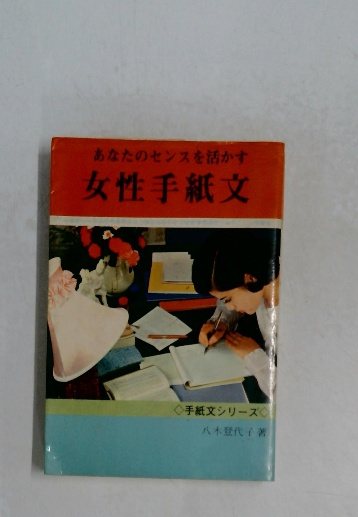 あなたのセンスを活かす
女性手紙文
◇手紙文シリーズ◇
八木登代子著